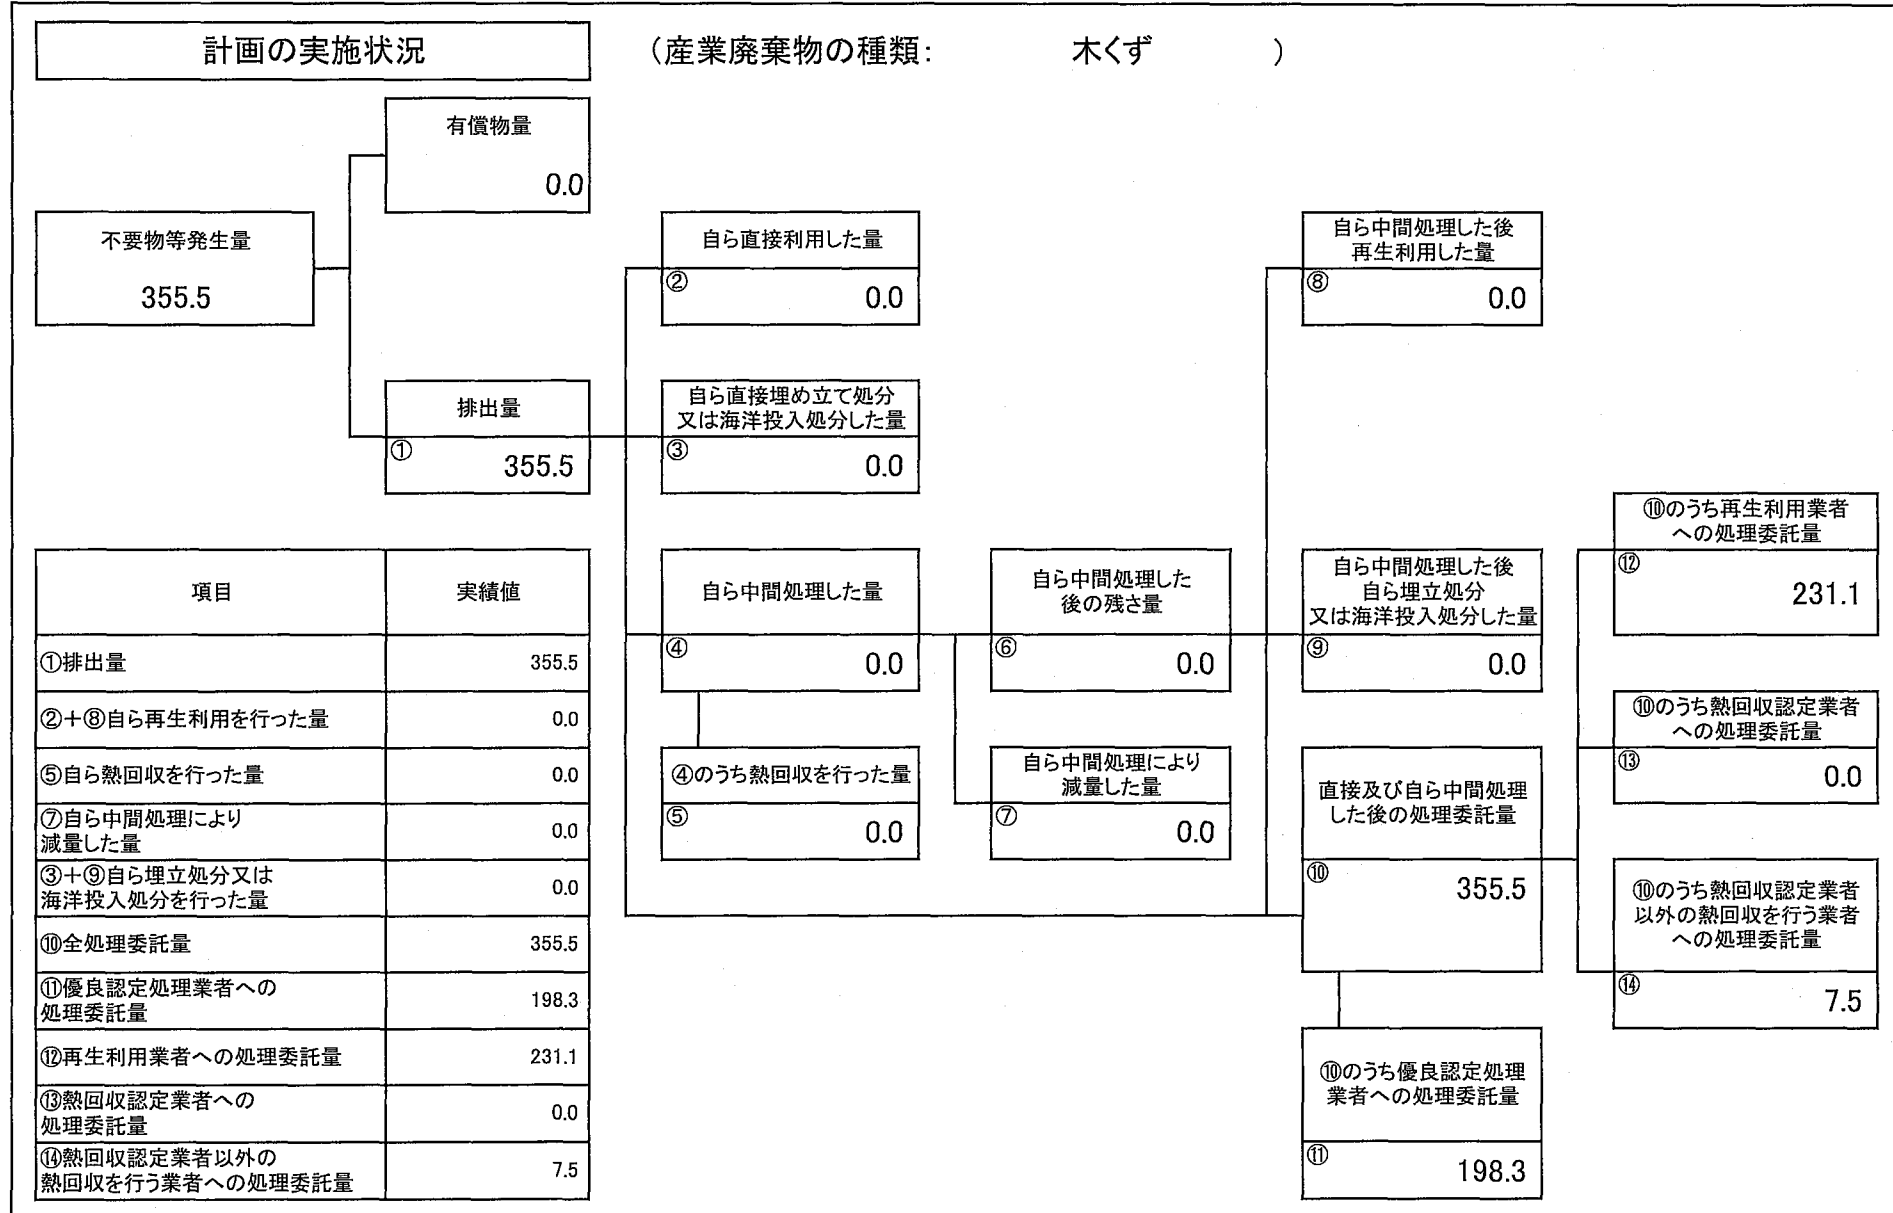 計画の実施状況 (産業廃棄物の種類: 木くず )
有償物量
0.0
不要物等発生量
355.5
自ら直接利用した量
② 0.0
自ら中間処理した後
再生利用した量
⑧ 0.0
排出量
① 355.5
自ら直接埋め立て処分
又は海洋投入処分した量
③ 0.0
⑩のうち再生利用業者
への処理委託量
⑫ 231.1
自ら中間処理した量
④ 0.0
自ら中間処理した
後の残さ量
⑥ 0.0
自ら中間処理した後
自ら埋立処分
又は海洋投入処分した量
⑨ 0.0
⑩のうち熱回収認定業者
への処理委託量
⑬ 0.0
④のうち熱回収を行った量
⑤ 0.0
自ら中間処理により
減量した量
⑦ 0.0
直接及び自ら中間処理
した後の処理委託量
⑩ 355.5
⑩のうち熱回収認定業者
以外の熱回収を行う業者
への処理委託量
⑭ 7.5
⑩のうち優良認定処理
業者への処理委託量
⑪ 198.3
項目 実績値
①排出量 355.5
②+⑧自ら再生利用を行った量 0.0
⑤自ら熱回収を行った量 0.0
⑦自ら中間処理により
減量した量 0.0
③+⑨自ら埋立処分又は
海洋投入処分を行った量 0.0
⑩全処理委託量 355.5
⑪優良認定処理業者への
処理委託量 198.3
⑫再生利用業者への処理委託量 231.1
⑬熱回収認定業者への
処理委託量 0.0
⑭熱回収認定業者以外の
熱回収を行う業者への処理委託量 7.5